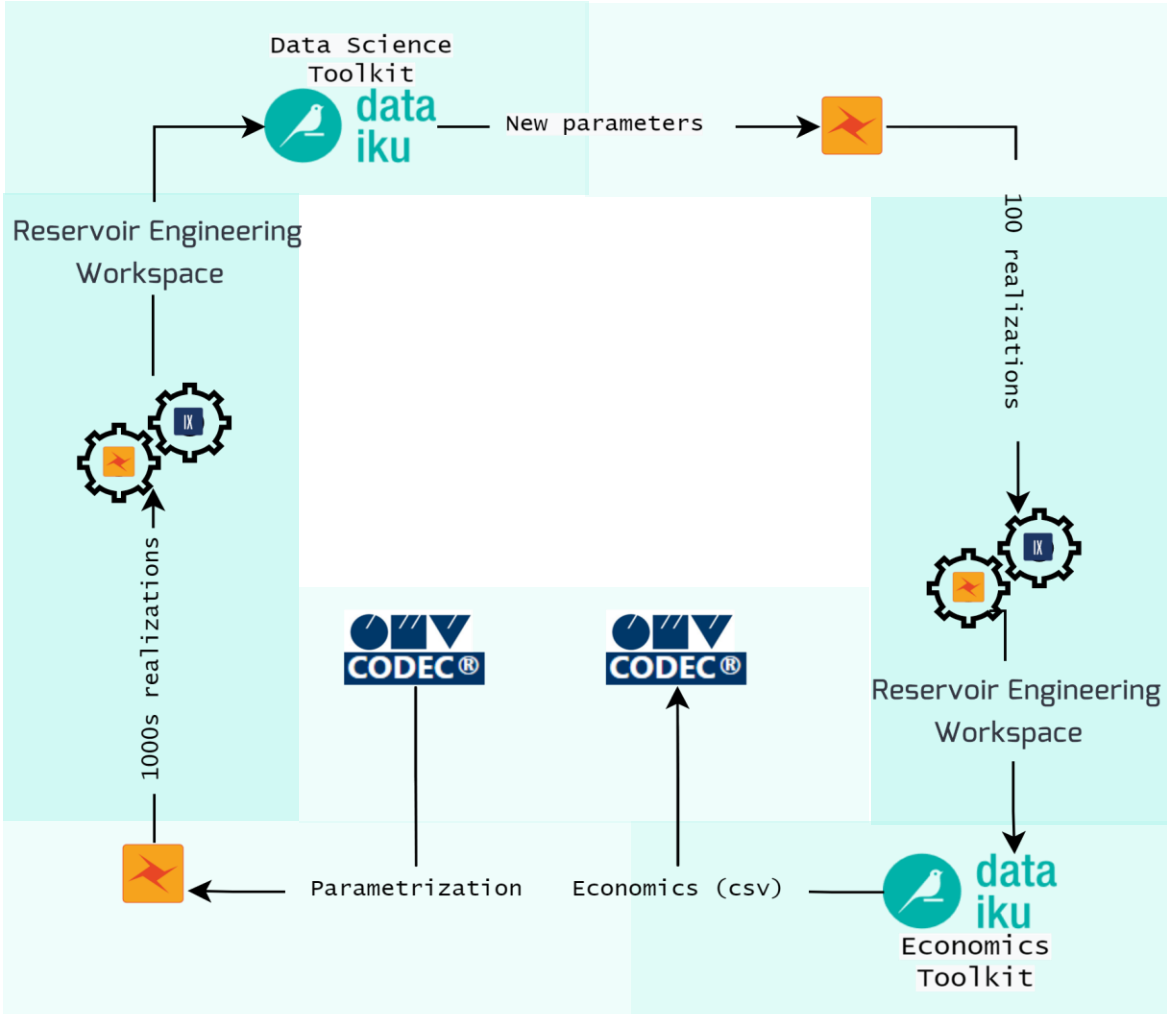 Data Science
Toolkit
data
iku
New parameters
100 realizations
Reservoir Engineering
Workspace
IX
1000s realizations
IX
OMV
CODEC®
OMV
CODEC®
Reservoir Engineering
Workspace
Parametrization
Economics (csv)
data
iku
Economics
Toolkit